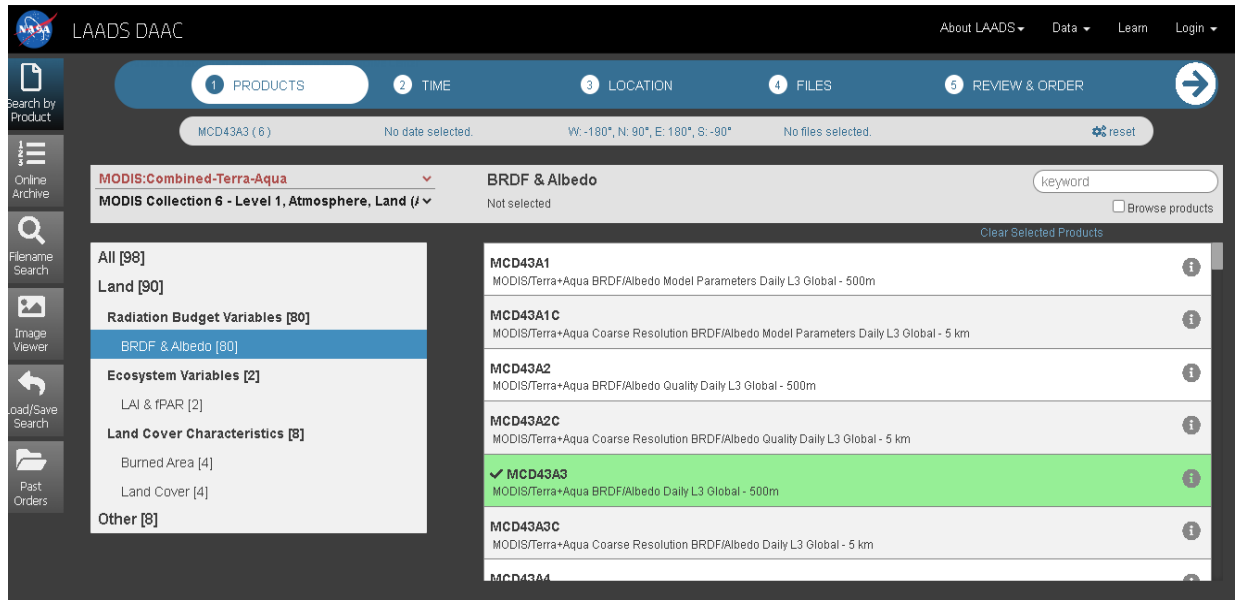 NASA
LAADS DAAC
About LAADS
Data
Learn
Login
1 PRODUCTS
2 TIME
3 LOCATION
4 FILES
5 REVIEW & ORDER
MCD43A3 ( 6 )
No date selected.
W: -180°, N: 90°, E: 180°, S: -90°
No files selected.
reset
Search by
Product
1
2
3
Online
Archive
Filename
Search
Image
Viewer
Load/Save
Search
Past
Orders
MODIS:Combined-Terra-Aqua
MODIS Collection 6 - Level 1, Atmosphere, Land (
BRDF & Albedo
Not selected
keyword
Browse products
Clear Selected Products
All [98]
Land [90]
Radiation Budget Variables [80]
BRDF & Albedo [80]
Ecosystem Variables [2]
LAI & fPAR [2]
Land Cover Characteristics [8]
Burned Area [4]
Land Cover [4]
Other [8]
MCD43A1
MODIS/Terra+Aqua BRDF/Albedo Model Parameters Daily L3 Global - 500m
MCD43A1C
MODIS/Terra+Aqua Coarse Resolution BRDF/Albedo Model Parameters Daily L3 Global - 5 km
MCD43A2
MODIS/Terra+Aqua BRDF/Albedo Quality Daily L3 Global - 500m
MCD43A2C
MODIS/Terra+Aqua Coarse Resolution BRDF/Albedo Quality Daily L3 Global - 5 km
MCD43A3
MODIS/Terra+Aqua BRDF/Albedo Daily L3 Global - 500m
MCD43A3C
MODIS/Terra+Aqua Coarse Resolution BRDF/Albedo Daily L3 Global - 5 km
MCD43A4